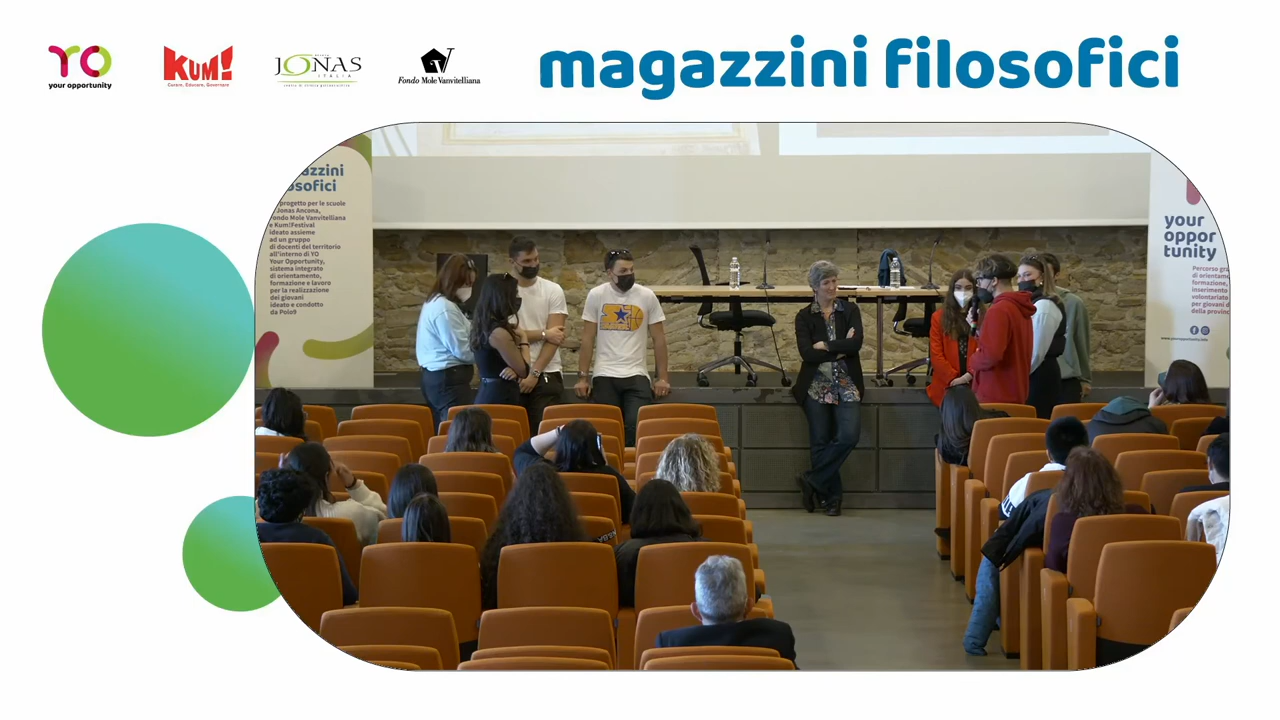 YO
your opportunity
KUM!
Curare, Educare, Governare
JONAS
ITALIA
Fondo Mole Vanvitelliana
magazzini filosofici
azzini
osofici
progetto per le scuole
Jonas Ancona,
ondo Mole Vanvitelliana
e Kum!Festival
ideato assieme
ad un gruppo
di docenti del territorio
all'interno di YO
Your Opportunity,
sistema integrato
di orientamento,
formazione e lavoro
per la realizzazione
dei giovani
ideato e condotto
da Polo9
your
oppor
tunity
Percorso gra
di orientame
formazione,
inserimento
volontariato
per giovani d
della provinc